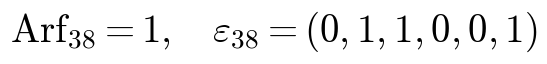 Arf₃₈ = 1, ε₃₈ = (0, 1, 1, 0, 0, 1)